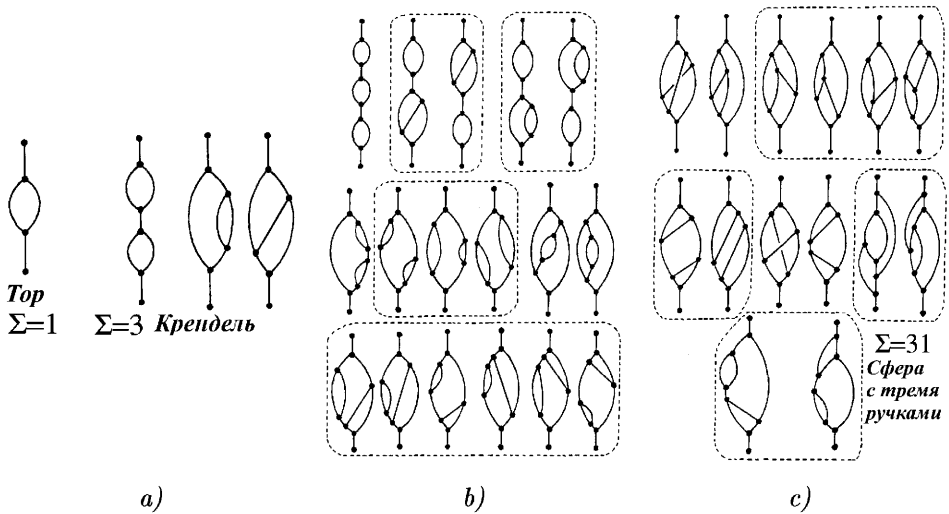 Тор
Σ=1
Σ=3 Крендель
Σ=31
Сфера
с тремя
ручками
a)
b)
c)